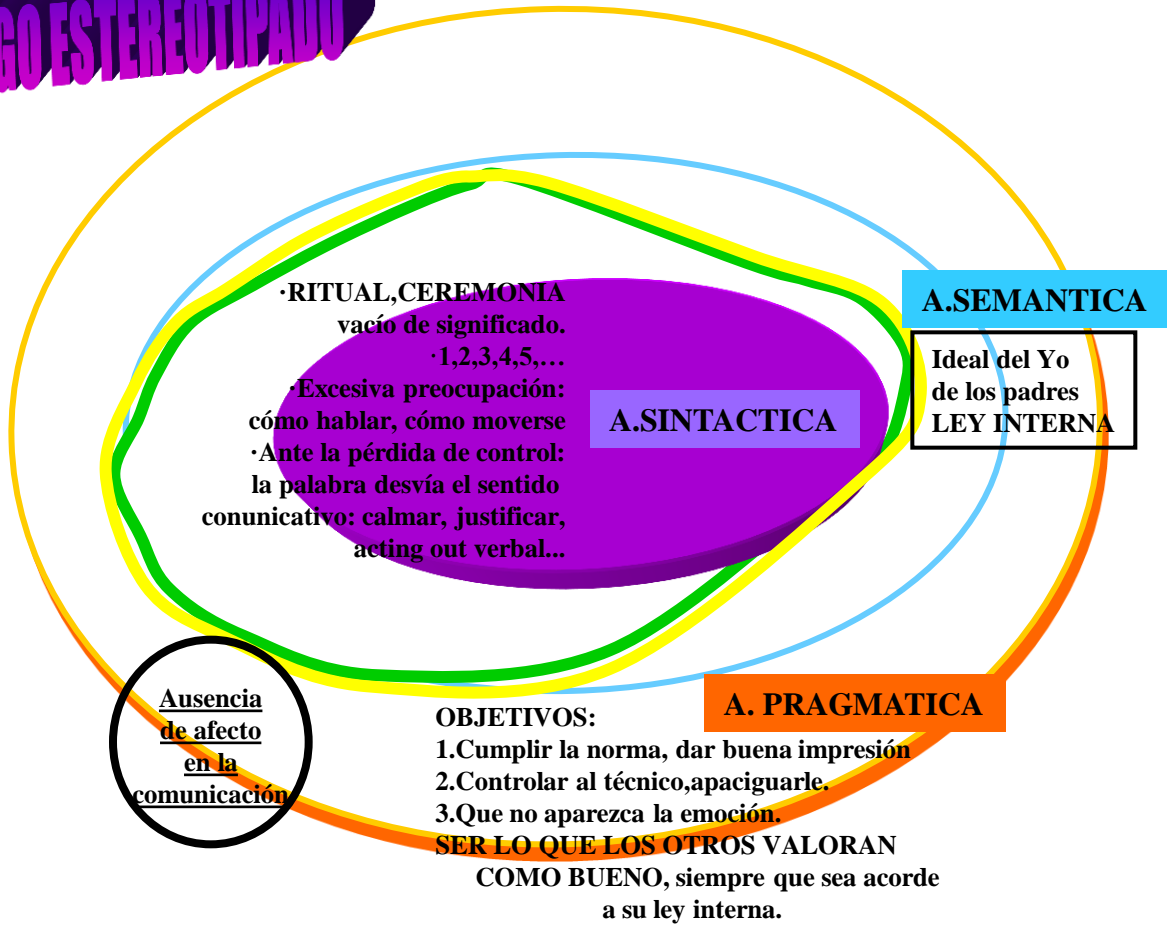 GO ESTEREOTIPADO
·RITUAL,CEREMONIA
vacío de significado.
·1,2,3,4,5,…
·Excesiva preocupación:
cómo hablar, cómo moverse
·Ante la pérdida de control:
la palabra desvía el sentido
conunicativo: calmar, justificar,
acting out verbal...
A.SINTACTICA
A.SEMANTICA
Ideal del Yo
de los padres
LEY INTERNA
Ausencia
de afecto
en la
comunicación
A. PRAGMATICA
OBJETIVOS:
1.Cumplir la norma, dar buena impresión
2.Controlar al técnico,apaciguarle.
3.Que no aparezca la emoción.
SER LO QUE LOS OTROS VALORAN
COMO BUENO, siempre que sea acorde
a su ley interna.